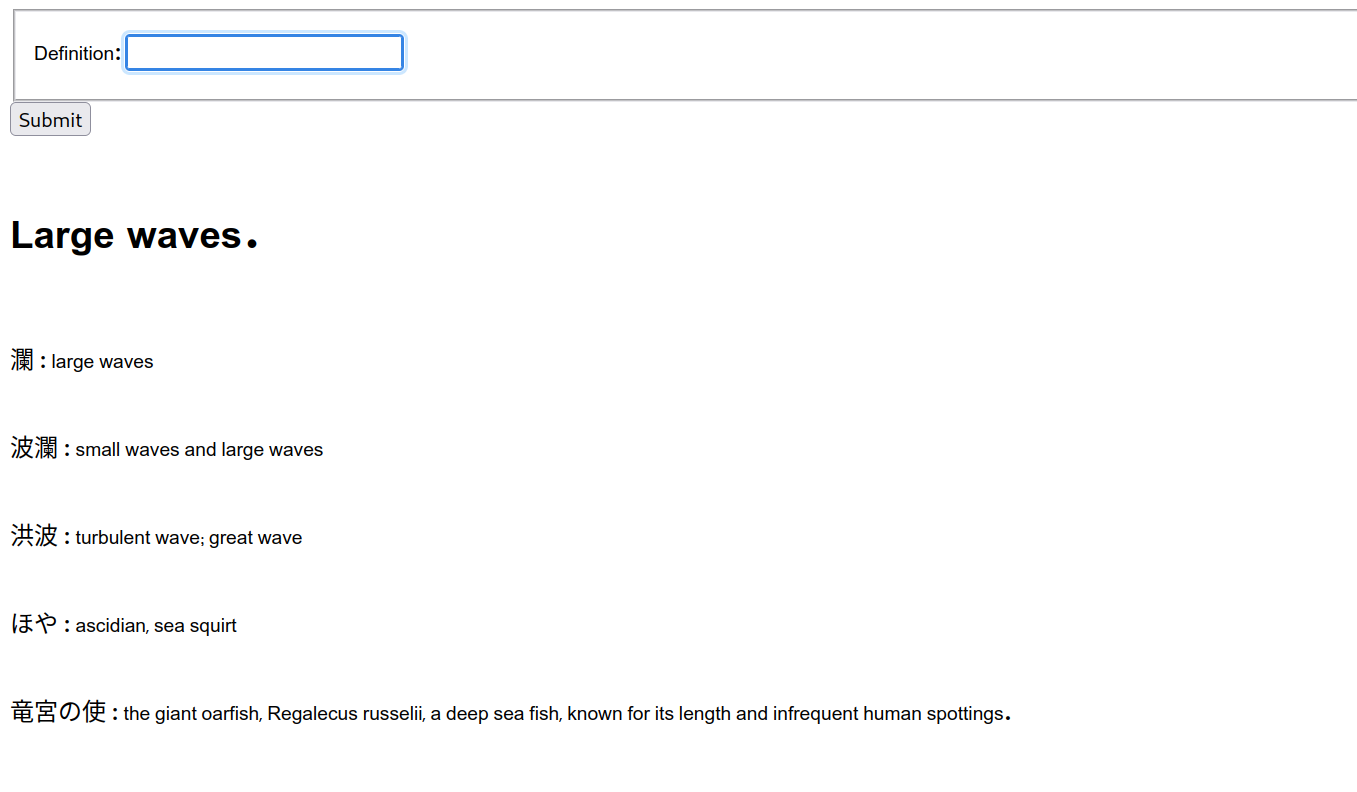 Definition:
Submit
Large waves.
瀾 : large waves
波瀾 : small waves and large waves
洪波 : turbulent wave; great wave
ほや : ascidian, sea squirt
竜宮の使 : the giant oarfish, Regalecus russelii, a deep sea fish, known for its length and infrequent human spottings.